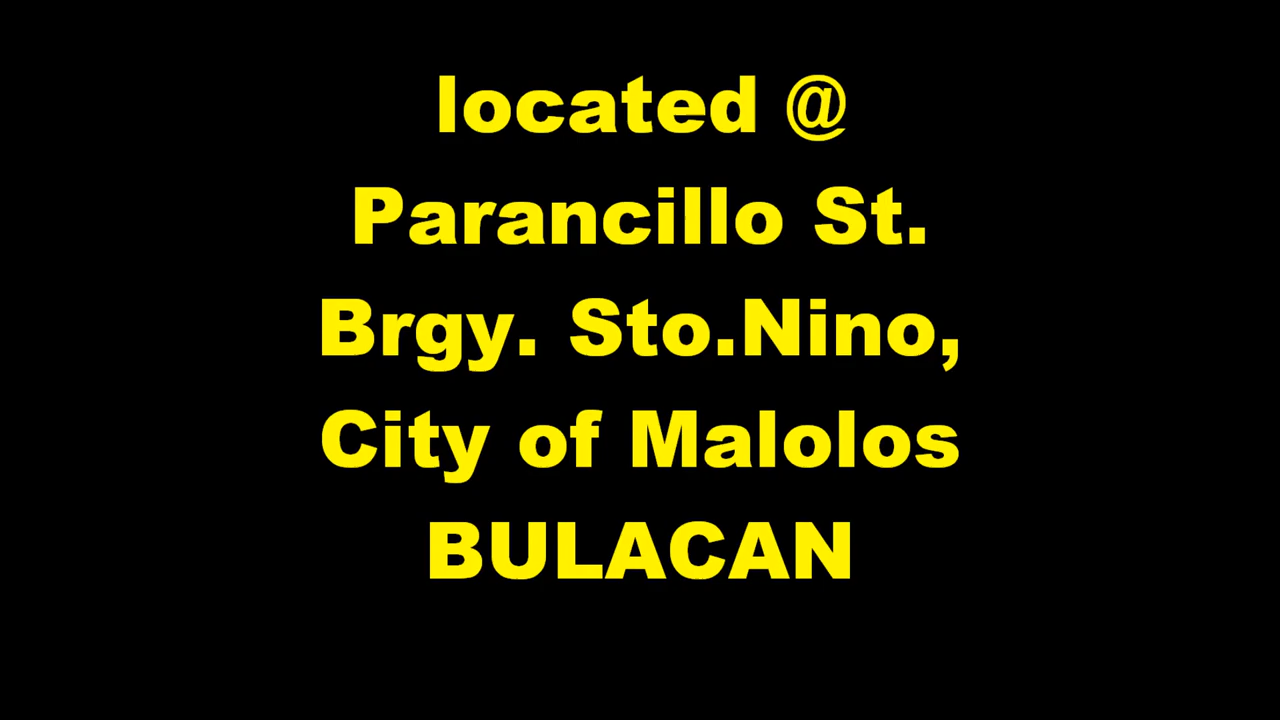 located @
Parancillo St.
Brgy. Sto.Nino,
City of Malolos
BULACAN